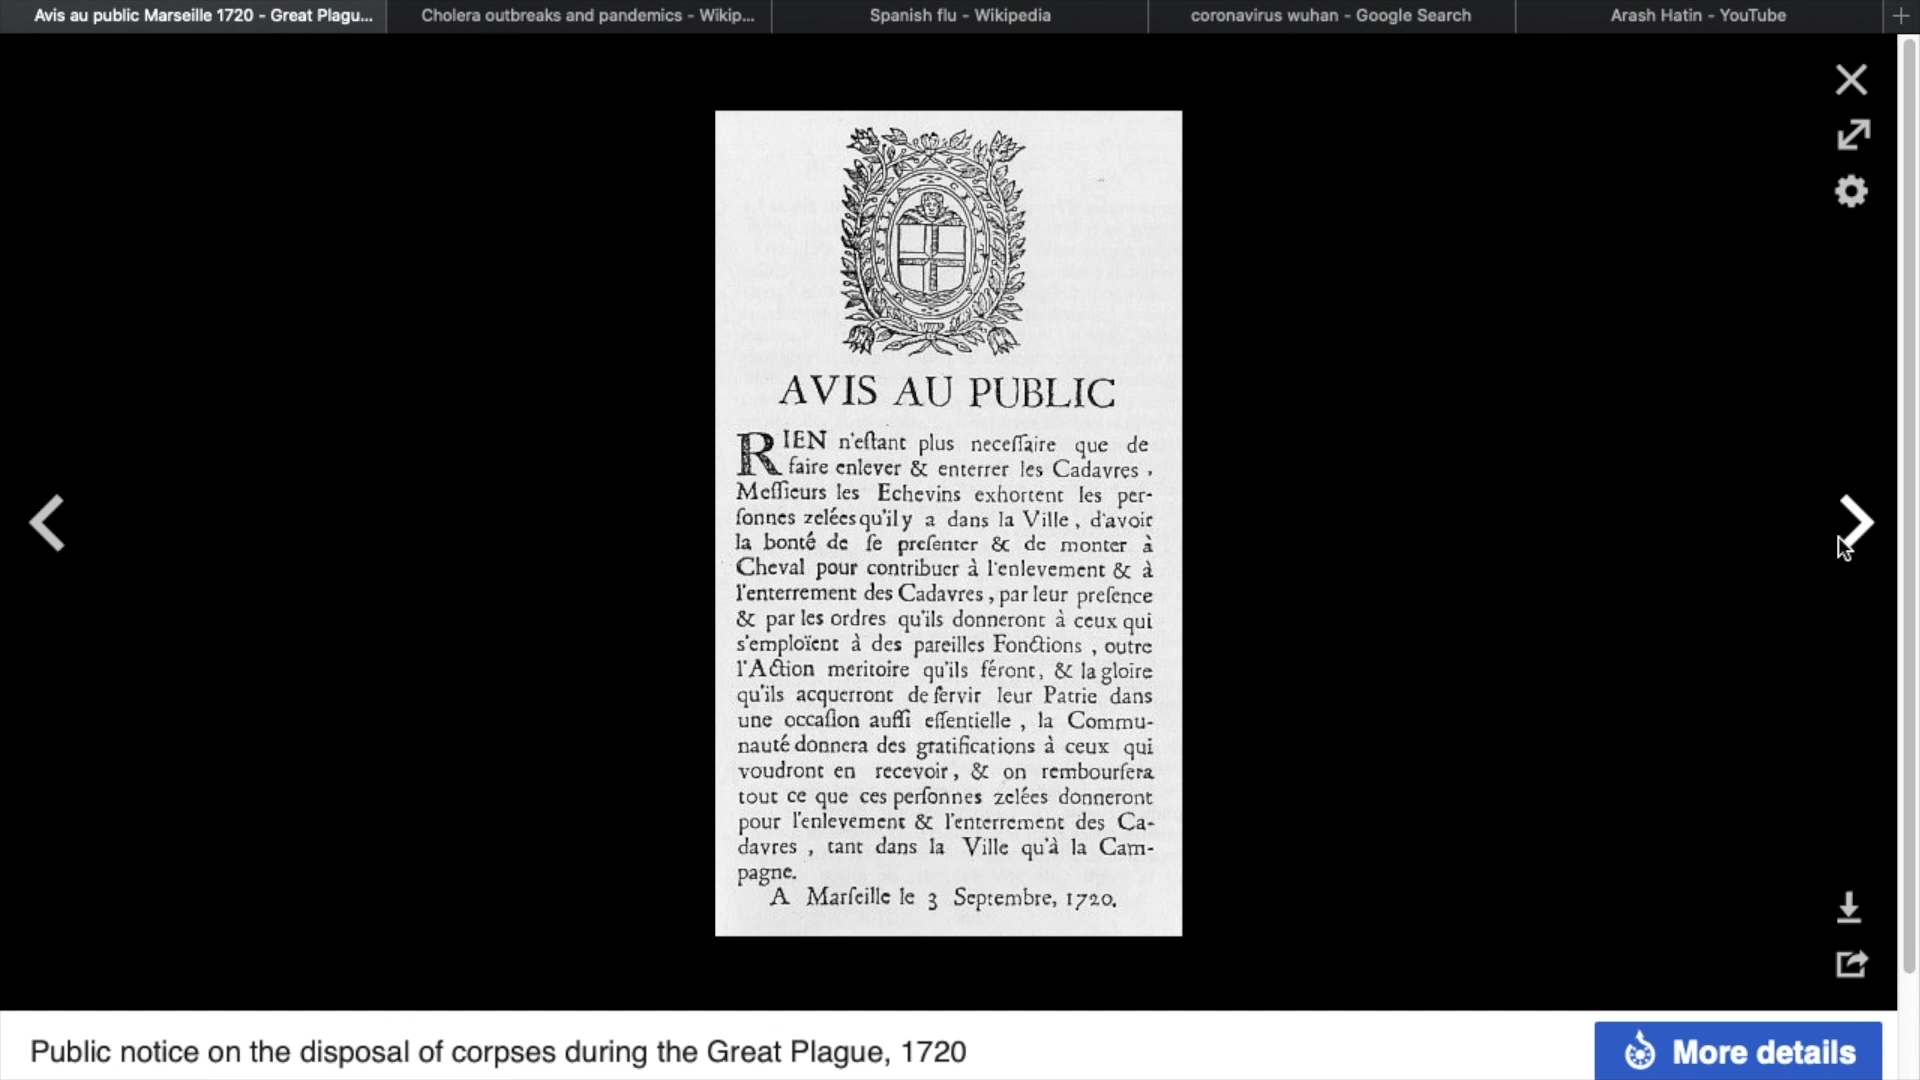 Avis au public Marseille 1720 - Great Plagu...
Cholera outbreaks and pandemics - Wikip...
Spanish flu - Wikipedia
coronavirus wuhan - Google Search
Arash Hatin - YouTube
AVIS AU PUBLIC
RIEN n'eſtant plus neceſſaire que de
faire enlever & enterrer les Cadavres,
Meſſieurs les Echevins exhortent les per-
ſonnes zelées qu'il y a dans la Ville, d'avoir
la bonté de ſe preſenter & de monter à
Cheval pour contribuer à l'enlevement & à
l'enterrement des Cadavres, par leur preſence
& par les ordres qu'ils donneront à ceux qui
s'emploïent à des pareilles Fonctions, outre
l'Action meritoire qu'ils féront, & la gloire
qu'ils acquerront de ſervir leur Patrie dans
une occaſion auſſi eſſentielle, la Commu-
nauté donnera des gratifications à ceux qui
voudront en recevoir, & on rembourſera
tout ce que ces perſonnes zelées donneront
pour l'enlevement & l'enterrement des Ca-
davres, tant dans la Ville qu'à la Cam-
pagne.
A Marſeille le 3 Septembre, 1720.
Public notice on the disposal of corpses during the Great Plague, 1720
More details